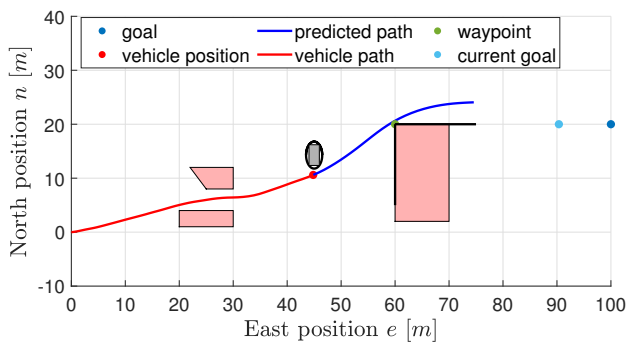 40
goal
predicted path
waypoint
vehicle position
vehicle path
current goal
30
20
10
0
-10
0 10 20 30 40 50 60 70 80 90 100
East position e [m]
North position n [m]